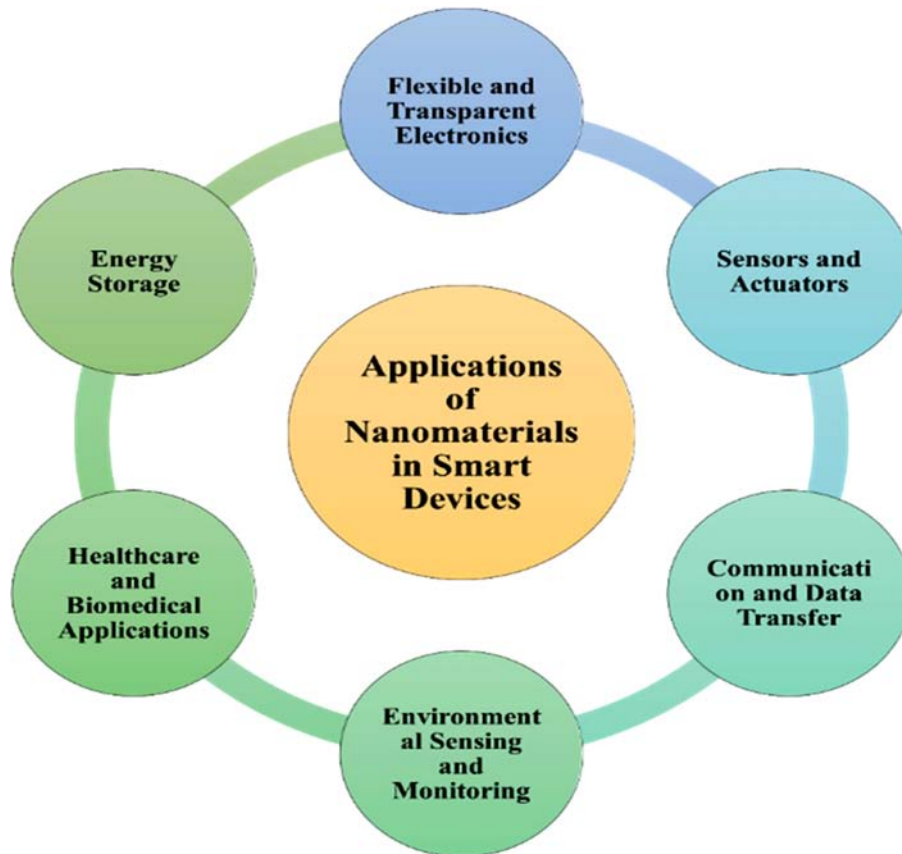 Flexible and
Transparent
Electronics
Energy
Storage
Sensors and
Actuators
Applications
of
Nanomaterials
in Smart
Devices
Healthcare
and
Biomedical
Applications
Communicati
on and Data
Transfer
Environment
al Sensing
and
Monitoring